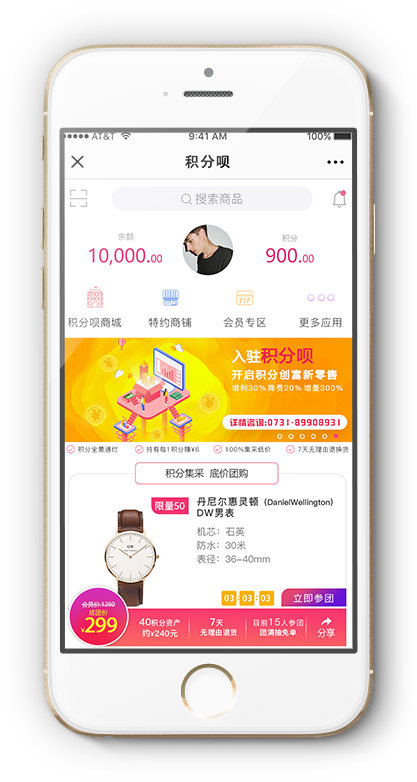 AT&T 9:41 AM 100%
积分呗
搜索商品
余额 积分
10,000.00 900.00
VIP
积分呗商城 特约商铺 会员专区 更多应用
入驻积分呗
开启积分创富新零售
增利30% 降费20% 增量300%
详情咨询:0731-89908931
积分全景通付 持有每1积分赚¥6 100%集采低价 7天无理由退换货
积分集采 底价团购
限量50
丹尼尔惠灵顿（DanielWellington）
DW男表
机芯：石英
防水：30米
表径：36-40mm
DW
03:03:03 立即参团
会员价:1280
成团价
¥299
40积分资产
约¥240元
7天
无理由退货
目前15人参团
团满抽免单
分享